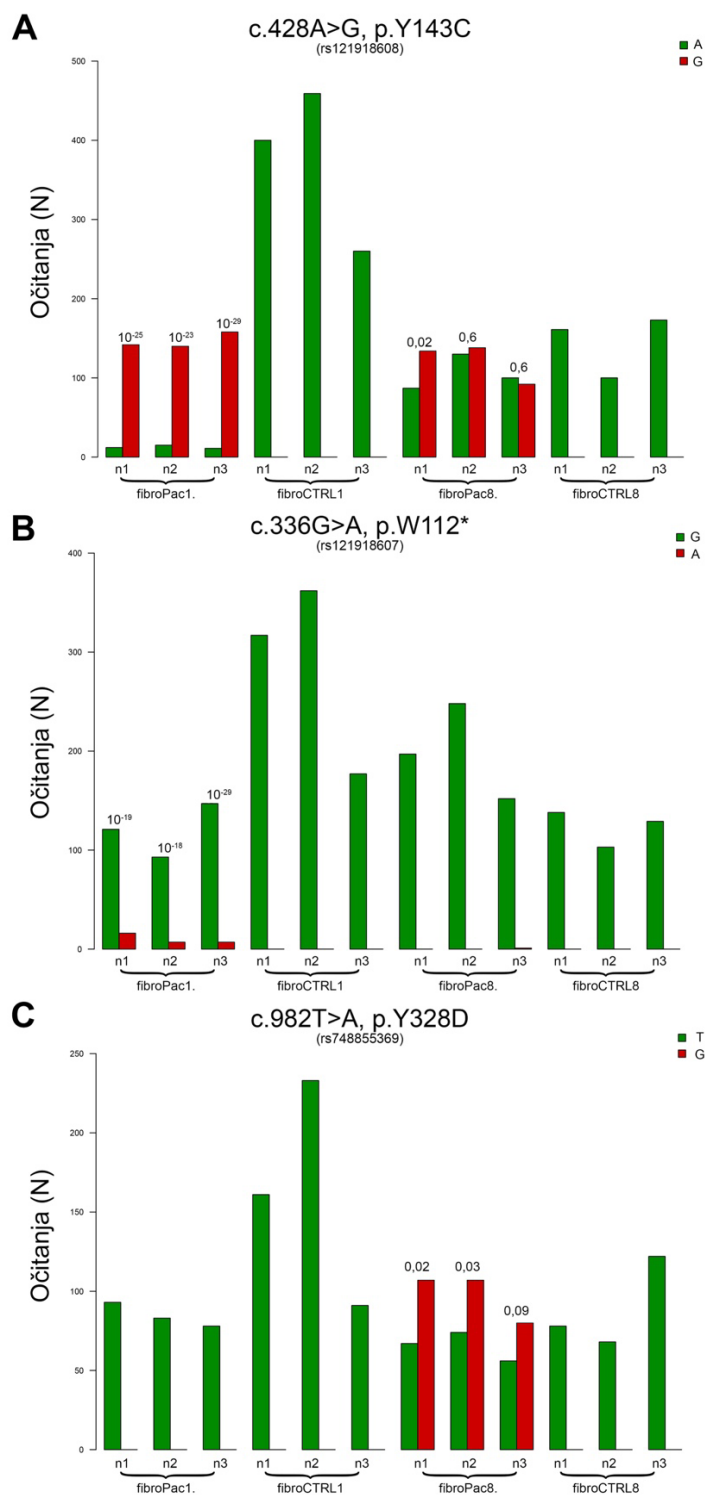 A
c.428A>G, p.Y143C
(rs121918608)
A
G
Očitanja (N)
500
400
300
200
100
0
10-25
10-23
10-29
0,02
0,6
0,6
n1 n2 n3 n1 n2 n3 n1 n2 n3 n1 n2 n3
fibroPac1. fibroCTRL1 fibroPac8. fibroCTRL8
B
c.336G>A, p.W112*
(rs121918607)
G
A
Očitanja (N)
400
300
200
100
0
10-19
10-18
10-29
n1 n2 n3 n1 n2 n3 n1 n2 n3 n1 n2 n3
fibroPac1. fibroCTRL1 fibroPac8. fibroCTRL8
C
c.982T>A, p.Y328D
(rs748855369)
T
G
Očitanja (N)
250
200
150
100
50
0
0,02
0,03
0,09
n1 n2 n3 n1 n2 n3 n1 n2 n3 n1 n2 n3
fibroPac1. fibroCTRL1 fibroPac8. fibroCTRL8